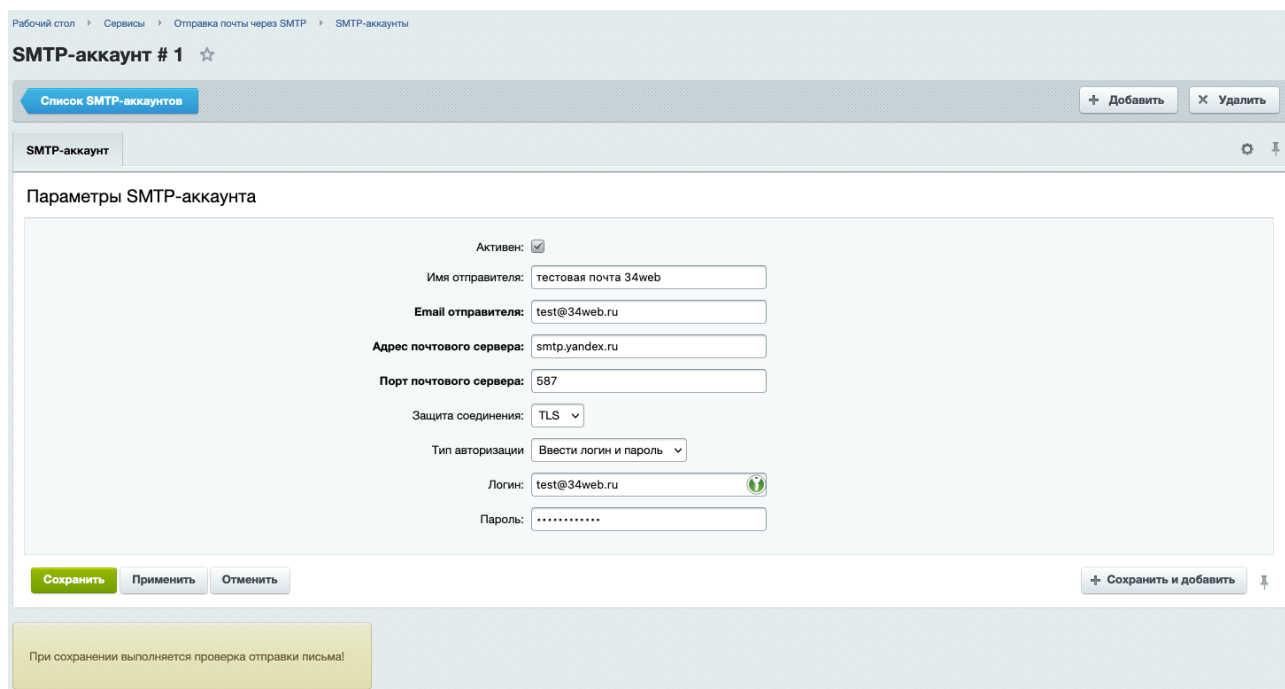 Рабочий стол Сервисы Отправка почты через SMTP SMTP-аккаунты
SMTP-аккаунт # 1
Список SMTP-аккаунтов
Добавить Удалить
SMTP-аккаунт
Параметры SMTP-аккаунта
Активен:
Имя отправителя: тестовая почта 34web
Email отправителя: test@34web.ru
Адрес почтового сервера: smtp.yandex.ru
Порт почтового сервера: 587
Защита соединения: TLS
Тип авторизации Ввести логин и пароль
Логин: test@34web.ru
Пароль: ············
Сохранить Применить Отменить + Сохранить и добавить
При сохранении выполняется проверка отправки письма!